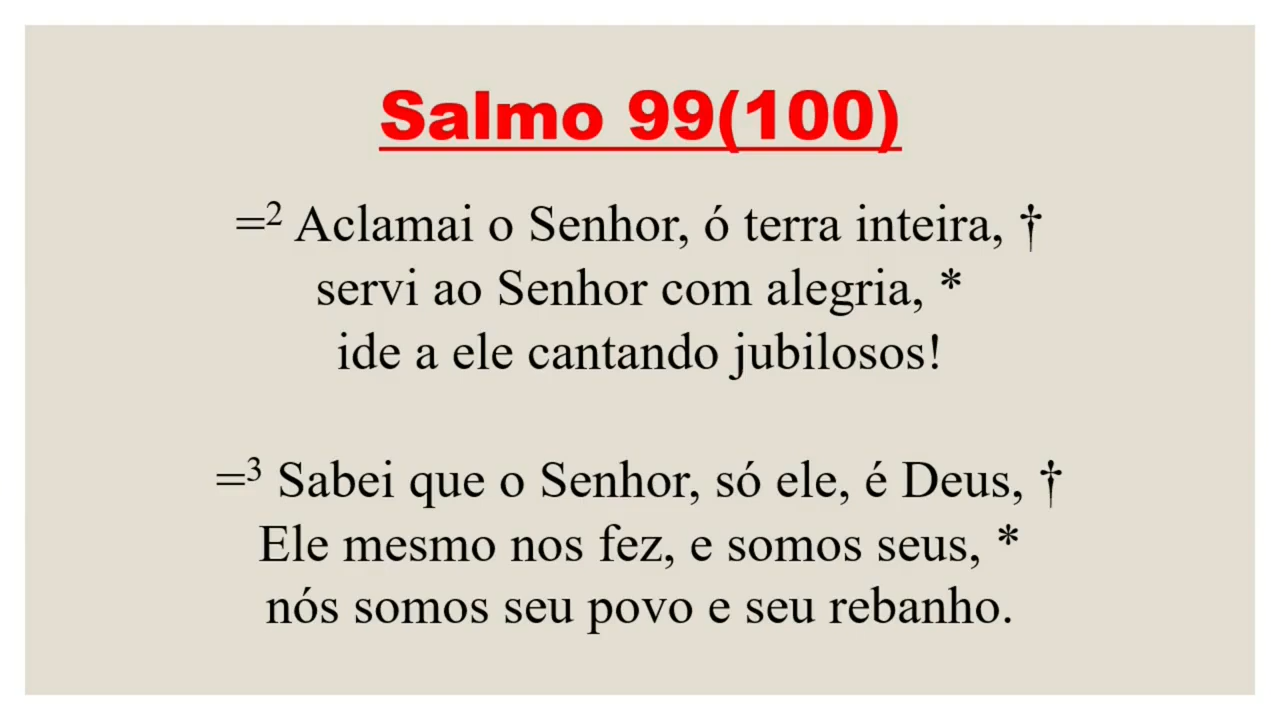 Salmo 99(100)
=2 Aclamai o Senhor, ó terra inteira, †
servi ao Senhor com alegria, *
ide a ele cantando jubilosos!
=3 Sabei que o Senhor, só ele, é Deus, †
Ele mesmo nos fez, e somos seus, *
nós somos seu povo e seu rebanho.